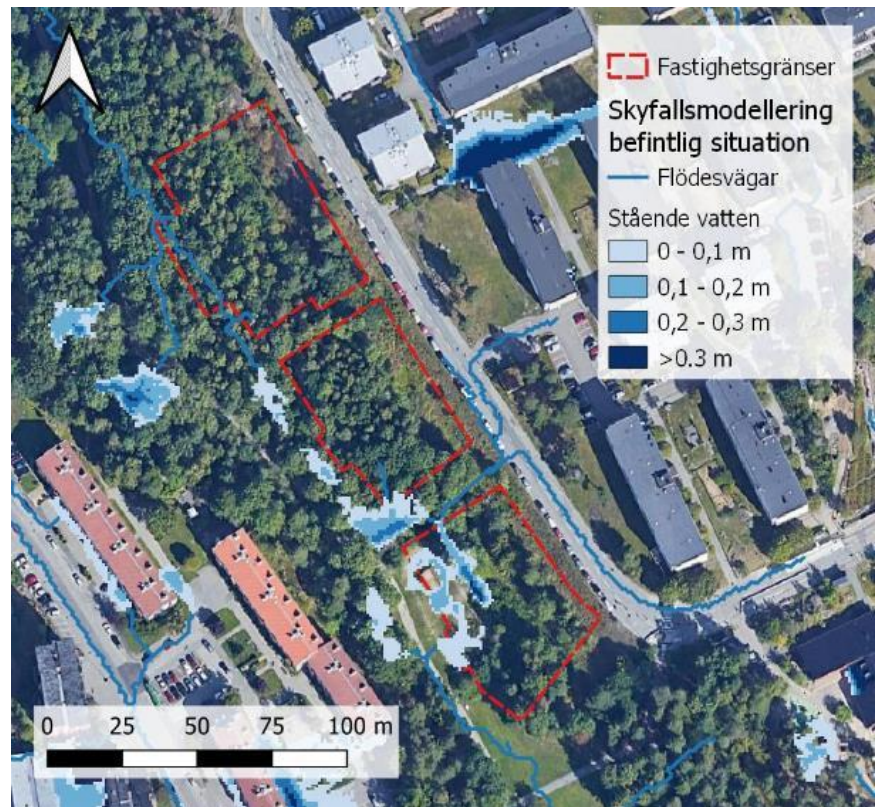 Fastighetsgränser
Skyfallsmodellering
befintlig situation
Flödesvägar
Stående vatten
0 - 0,1 m
0,1 - 0,2 m
0,2 - 0,3 m
>0.3 m
0 25 50 75 100 m